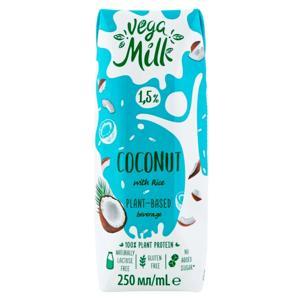 vega
Milk
1,5%
COCONUT
with Rice
PLANT-BASED
beverage
100% PLANT PROTEIN
NATURALLY
LACTOSE
FREE
GLUTEN
FREE
NO
ADDED
SUGAR*
250 мл/mL e